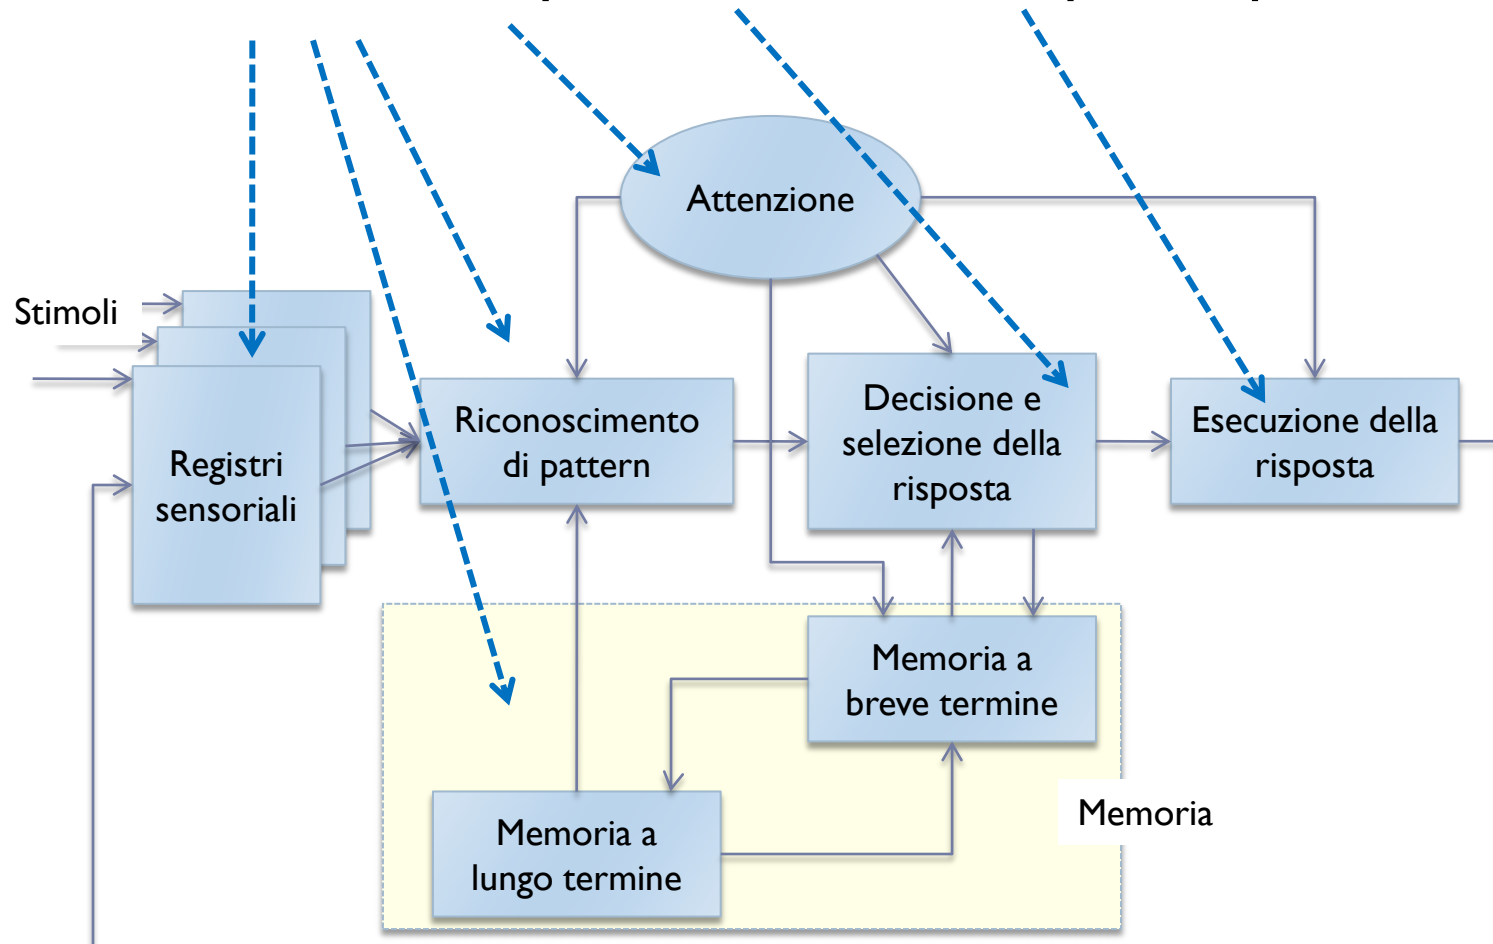 Attenzione
Stimoli
Registri
sensoriali
Riconoscimento
di pattern
Decisione e
selezione della
risposta
Esecuzione della
risposta
Memoria a
breve termine
Memoria a
lungo termine
Memoria